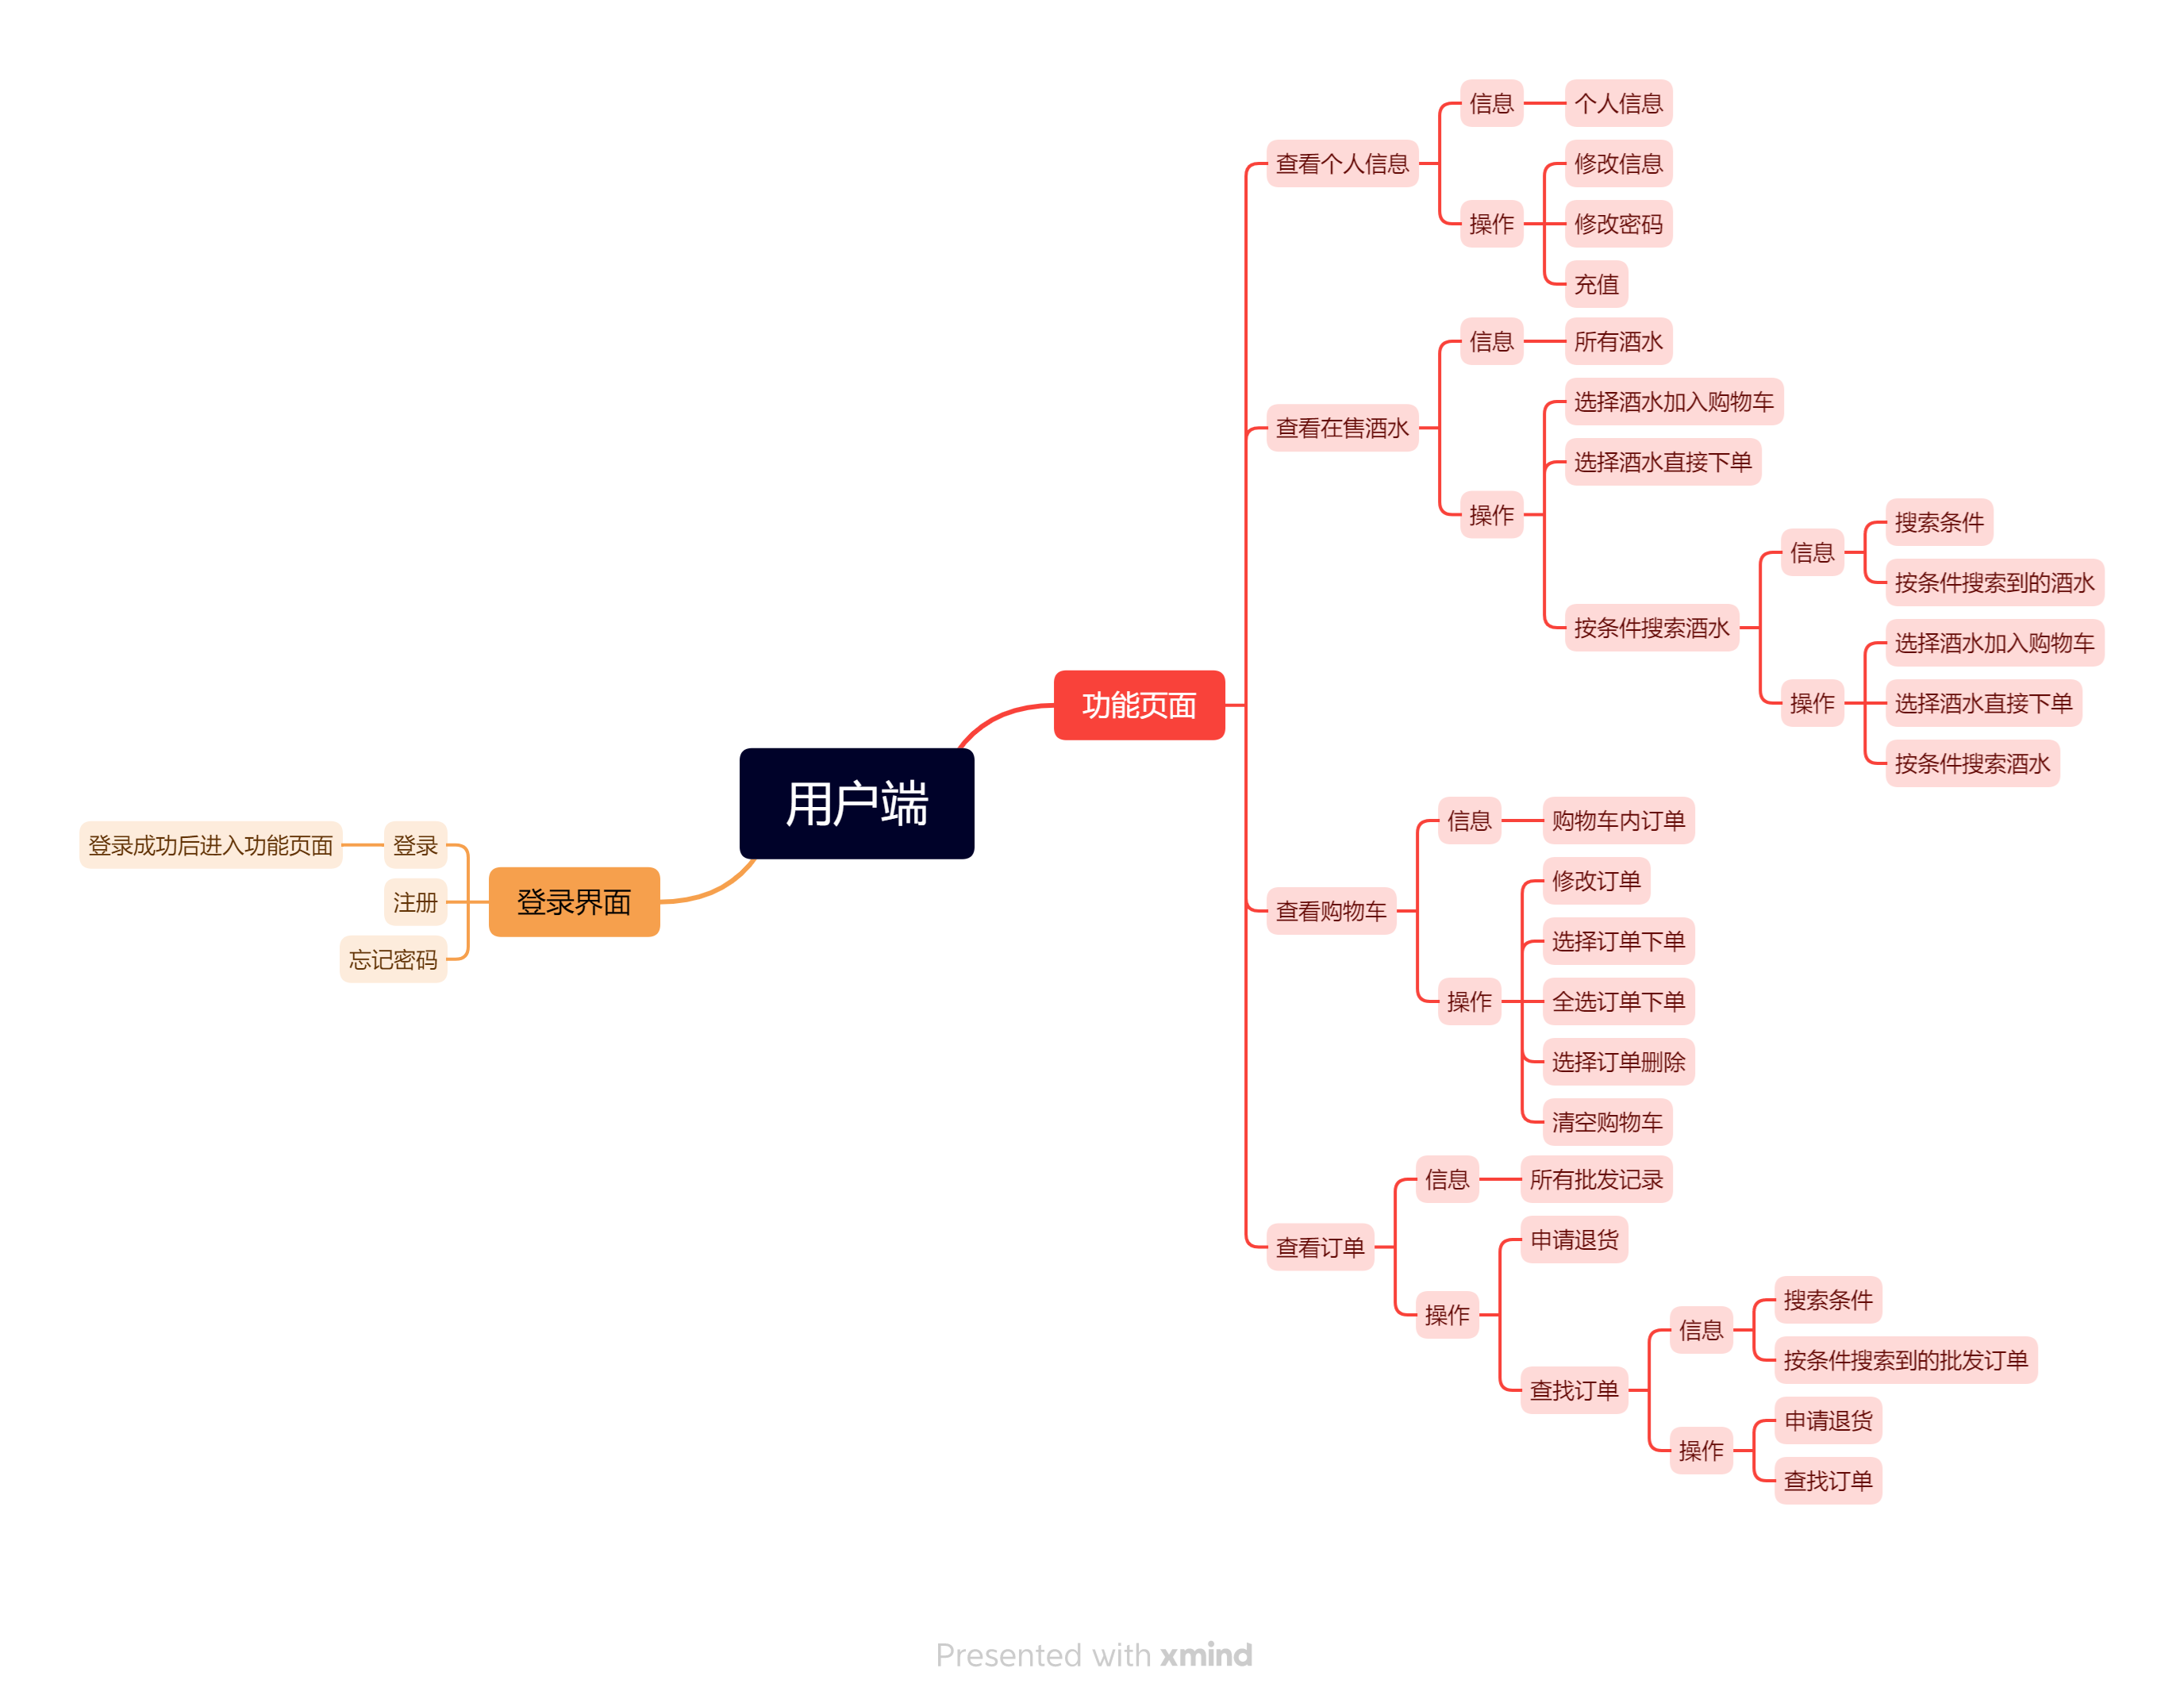 用户端
功能页面
查看个人信息
信息
个人信息
操作
修改信息
修改密码
充值
查看在售酒水
信息
所有酒水
操作
选择酒水加入购物车
选择酒水直接下单
按条件搜索酒水
信息
搜索条件
按条件搜索到的酒水
操作
选择酒水加入购物车
选择酒水直接下单
按条件搜索酒水
查看购物车
信息
购物车内订单
操作
修改订单
选择订单下单
全选订单下单
选择订单删除
清空购物车
查看订单
信息
所有批发记录
操作
申请退货
查找订单
信息
搜索条件
按条件搜索到的批发订单
操作
申请退货
查找订单
登录界面
登录
登录成功后进入功能页面
注册
忘记密码
Presented with xmind